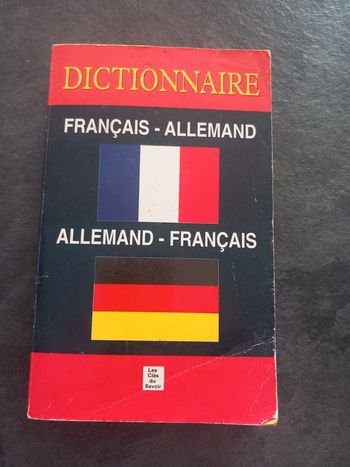 DICTIONNAIRE
FRANÇAIS - ALLEMAND
ALLEMAND - FRANÇAIS
Les
Clés
du
Savoir